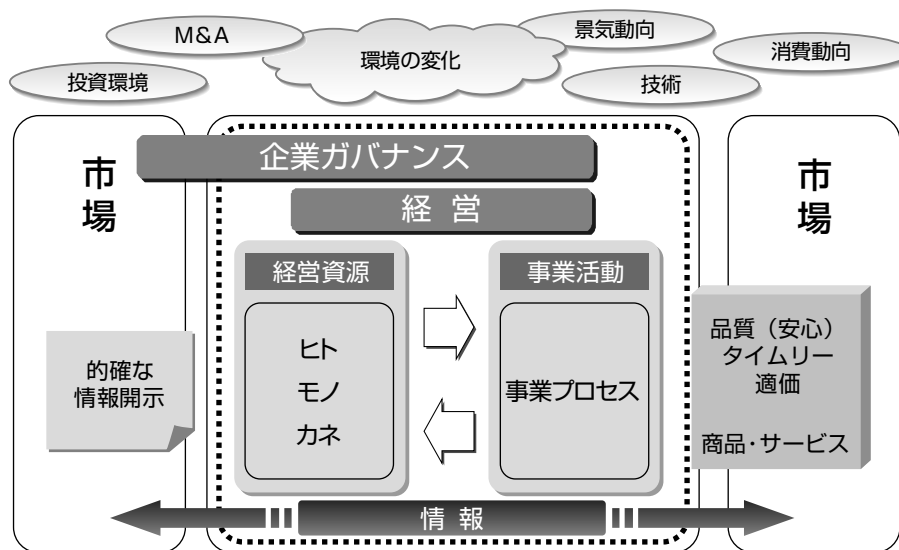 M&A
環境の変化
景気動向
消費動向
投資環境
技術
市
場
企業ガバナンス
経 営
市
場
経営資源
事業活動
ヒト
モノ
カネ
事業プロセス
的確な
情報開示
品質（安心）
タイムリー
適価
商品・サービス
情 報